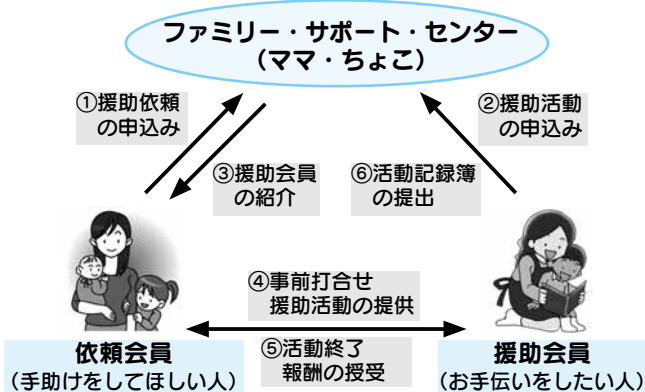 ファミリー・サポート・センター
（ママ・ちょこ）
①援助依頼
の申込み
②援助活動
の申込み
③援助会員
の紹介
⑥活動記録簿
の提出
④事前打合せ
援助活動の提供
⑤活動終了
報酬の授受
依頼会員
（手助けをしてほしい人）
援助会員
（お手伝いをしたい人）